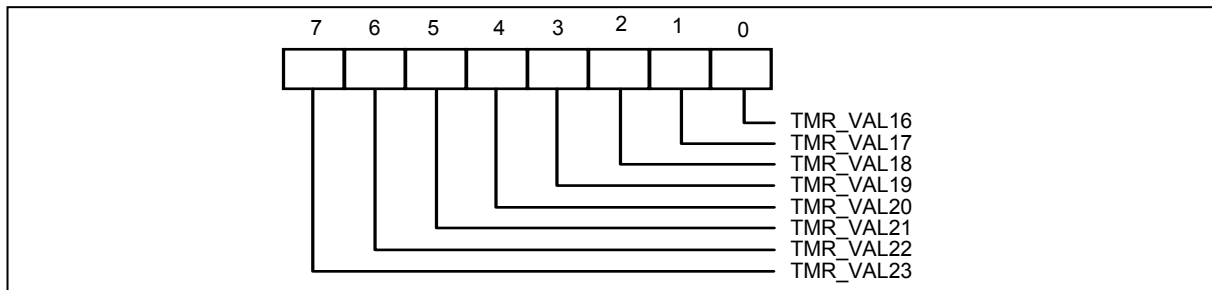 7 6 5 4 3 2 1 0
TMR_VAL16
TMR_VAL17
TMR_VAL18
TMR_VAL19
TMR_VAL20
TMR_VAL21
TMR_VAL22
TMR_VAL23